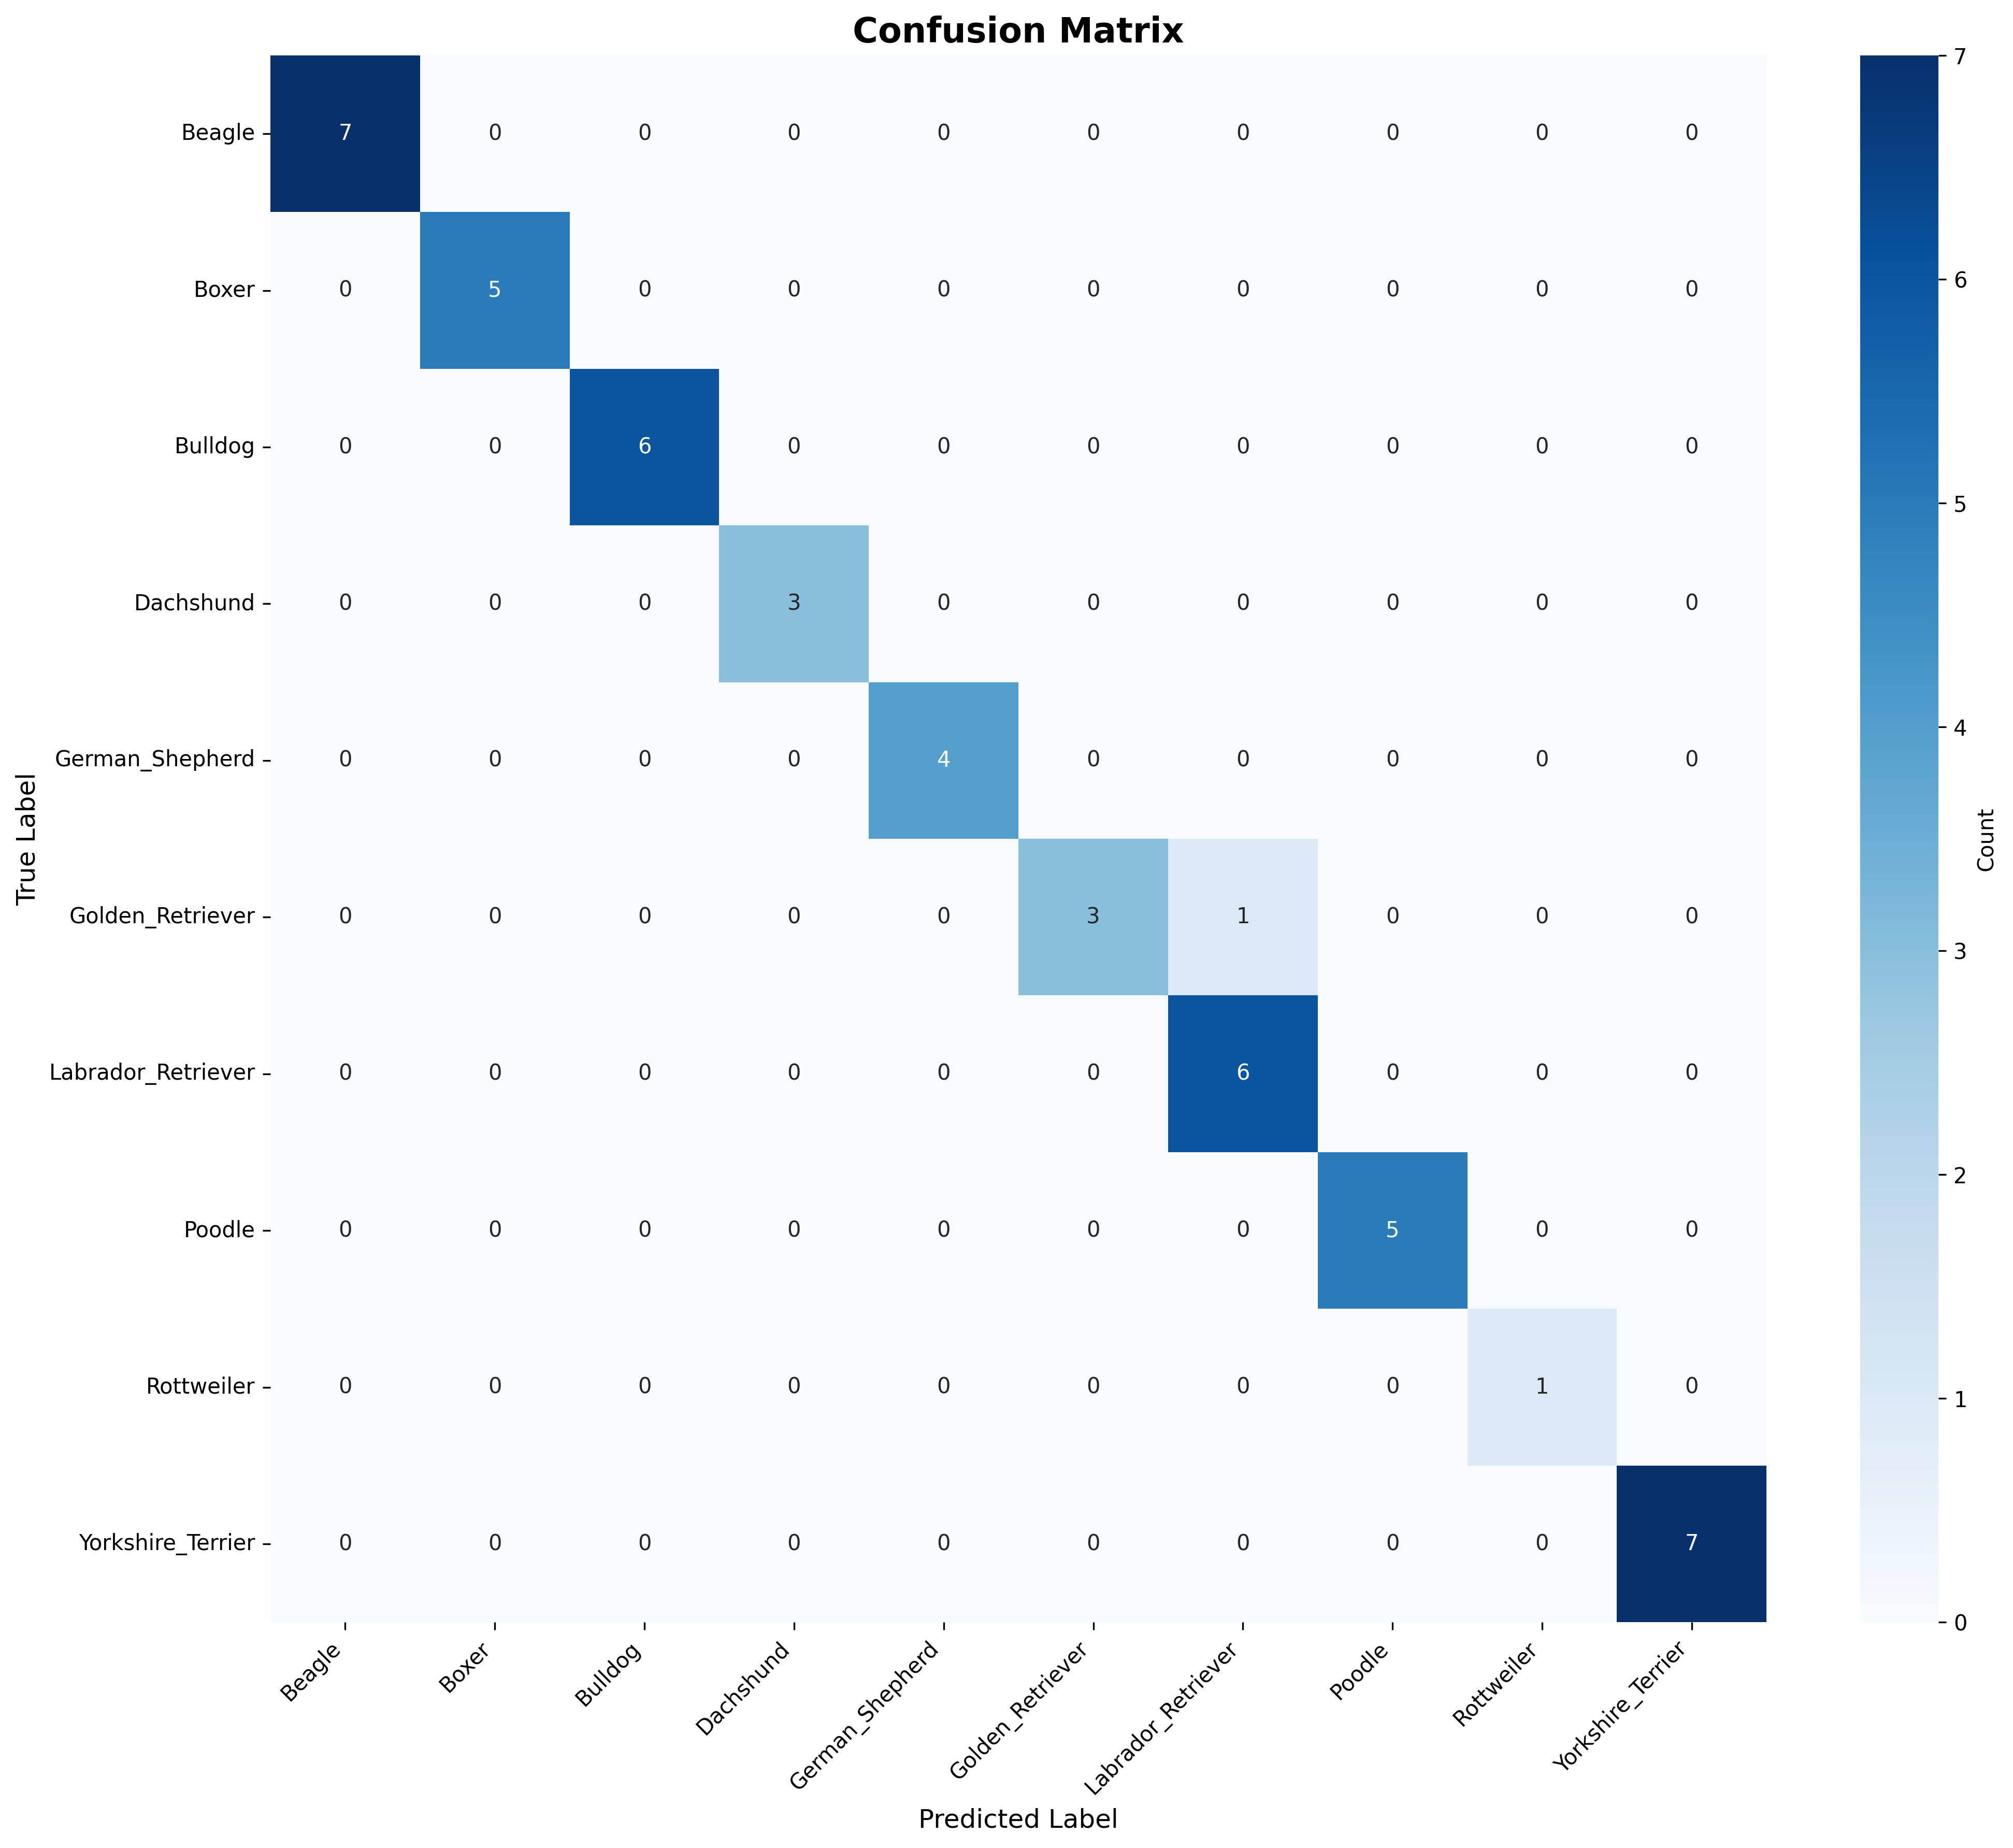 Confusion Matrix
Beagle 7 0 0 0 0 0 0 0 0 0
Boxer 0 5 0 0 0 0 0 0 0 0
Bulldog 0 0 6 0 0 0 0 0 0 0
Dachshund 0 0 0 3 0 0 0 0 0 0
German_Shepherd 0 0 0 0 4 0 0 0 0 0
Golden_Retriever 0 0 0 0 0 3 1 0 0 0
Labrador_Retriever 0 0 0 0 0 0 6 0 0 0
Poodle 0 0 0 0 0 0 0 5 0 0
Rottweiler 0 0 0 0 0 0 0 0 1 0
Yorkshire_Terrier 0 0 0 0 0 0 0 0 0 7
True Label
Beagle Boxer Bulldog Dachshund German_Shepherd Golden_Retriever Labrador_Retriever Poodle Rottweiler Yorkshire_Terrier
Predicted Label
7
6
5
4
3
2
1
0
Count